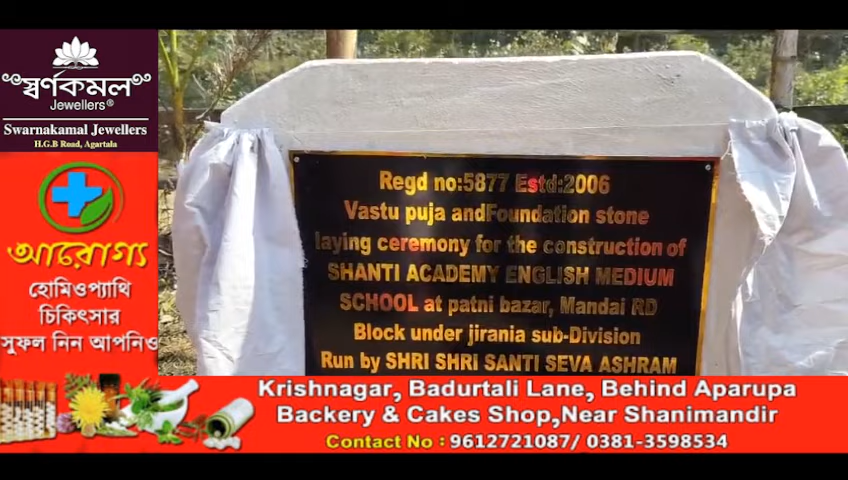 স্বর্ণকমল
Jewellers®
Swarnakamal Jewellers
H.G.B Road, Agartala
আরোগ্য
হোমিওপ্যাথি
চিকিৎসার
সুফল নিন আপনিও
Regd no:5877 Estd:2006
Vastu puja andFoundation stone
laying ceremony for the construction of
SHANTI ACADEMY ENGLISH MEDIUM
SCHOOL at patni bazar, Mandai RD
Block under jirania sub-Division
Run by SHRI SHRI SANTI SEVA ASHRAM
Krishnagar, Badurtali Lane, Behind Aparupa
Backery & Cakes Shop,Near Shanimandir
Contact No : 9612721087/ 0381-3598534